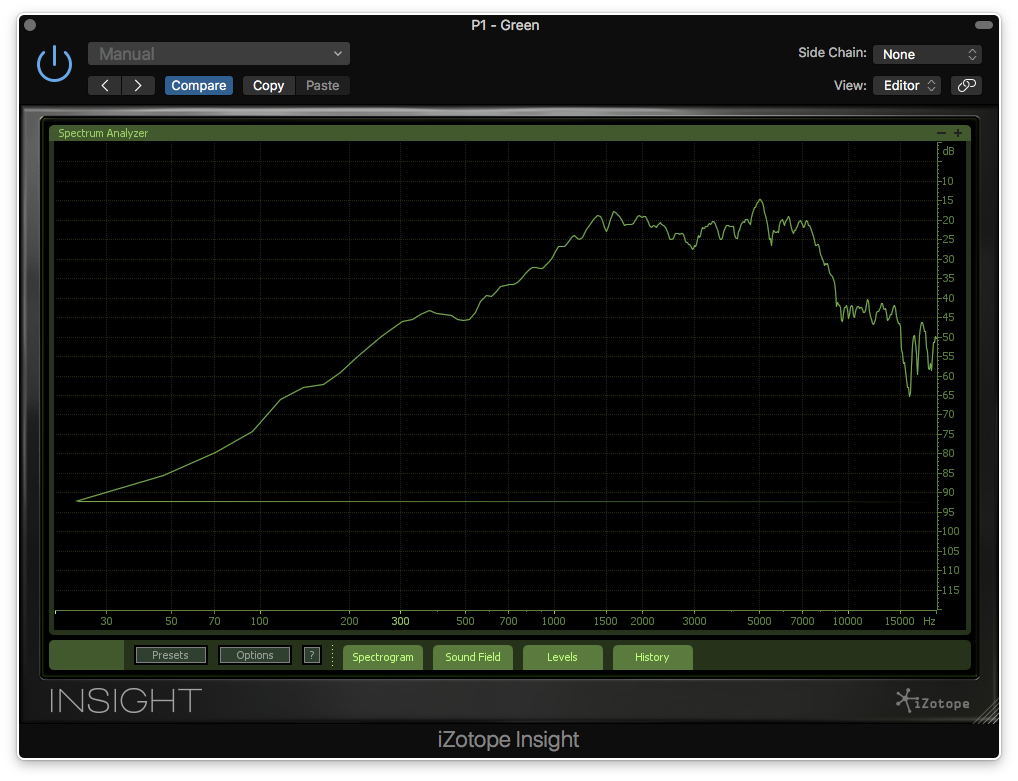 P1 - Green
Manual
Side Chain: None
Compare Copy Paste
View: Editor
Spectrum Analyzer
dB
-10
-15
-20
-25
-30
-35
-40
-45
-50
-55
-60
-65
-70
-75
-80
-85
-90
-95
-100
-105
-110
-115
30 50 70 100 200 300 500 700 1000 1500 2000 3000 5000 7000 10000 15000 Hz
Presets Options ? Spectrogram Sound Field Levels History
INSIGHT
iZotope
iZotope Insight